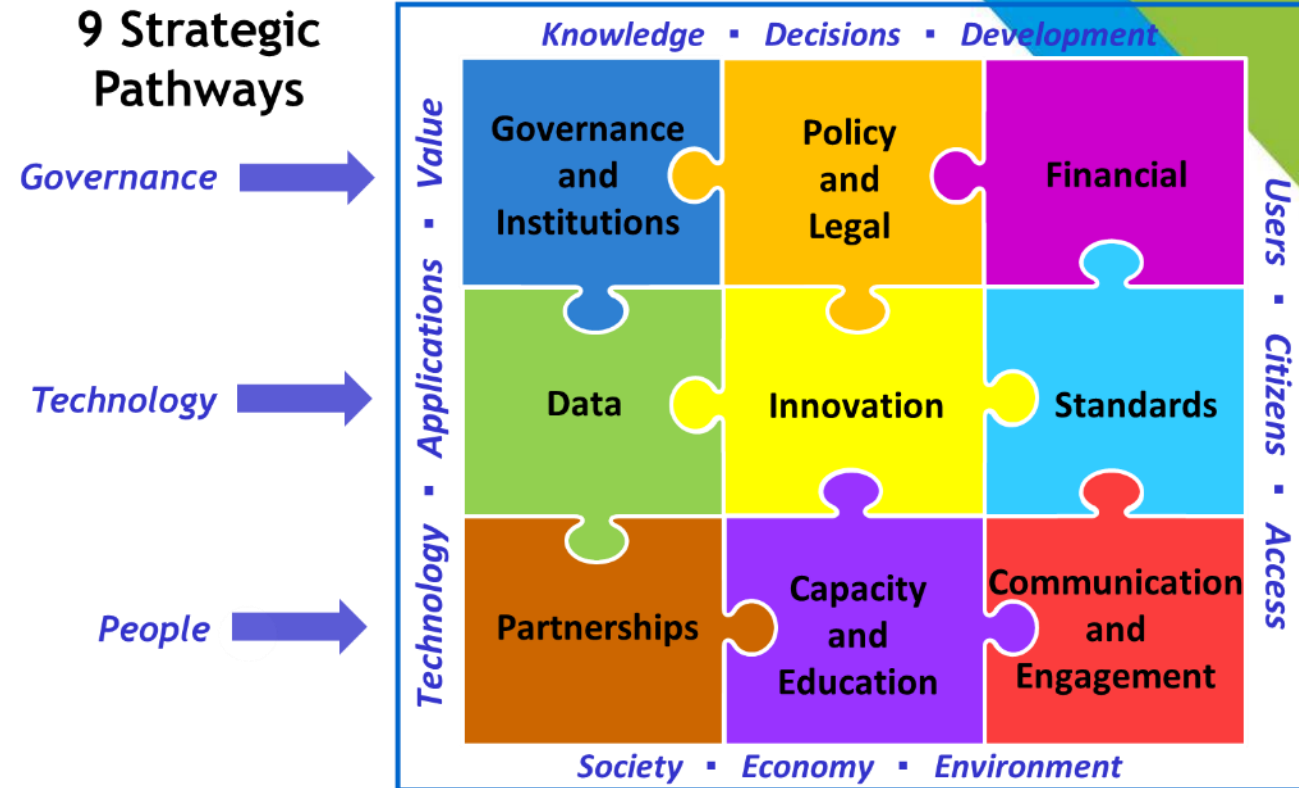 9 Strategic
Pathways
Knowledge ▪ Decisions ▪ Development
Governance
Technology
People
Technology ▪ Applications ▪ Value
Governance
and
Institutions
Policy
and
Legal
Financial
Data
Innovation
Standards
Partnerships
Capacity
and
Education
Communication
and
Engagement
Users ▪ Citizens ▪ Access
Society ▪ Economy ▪ Environment